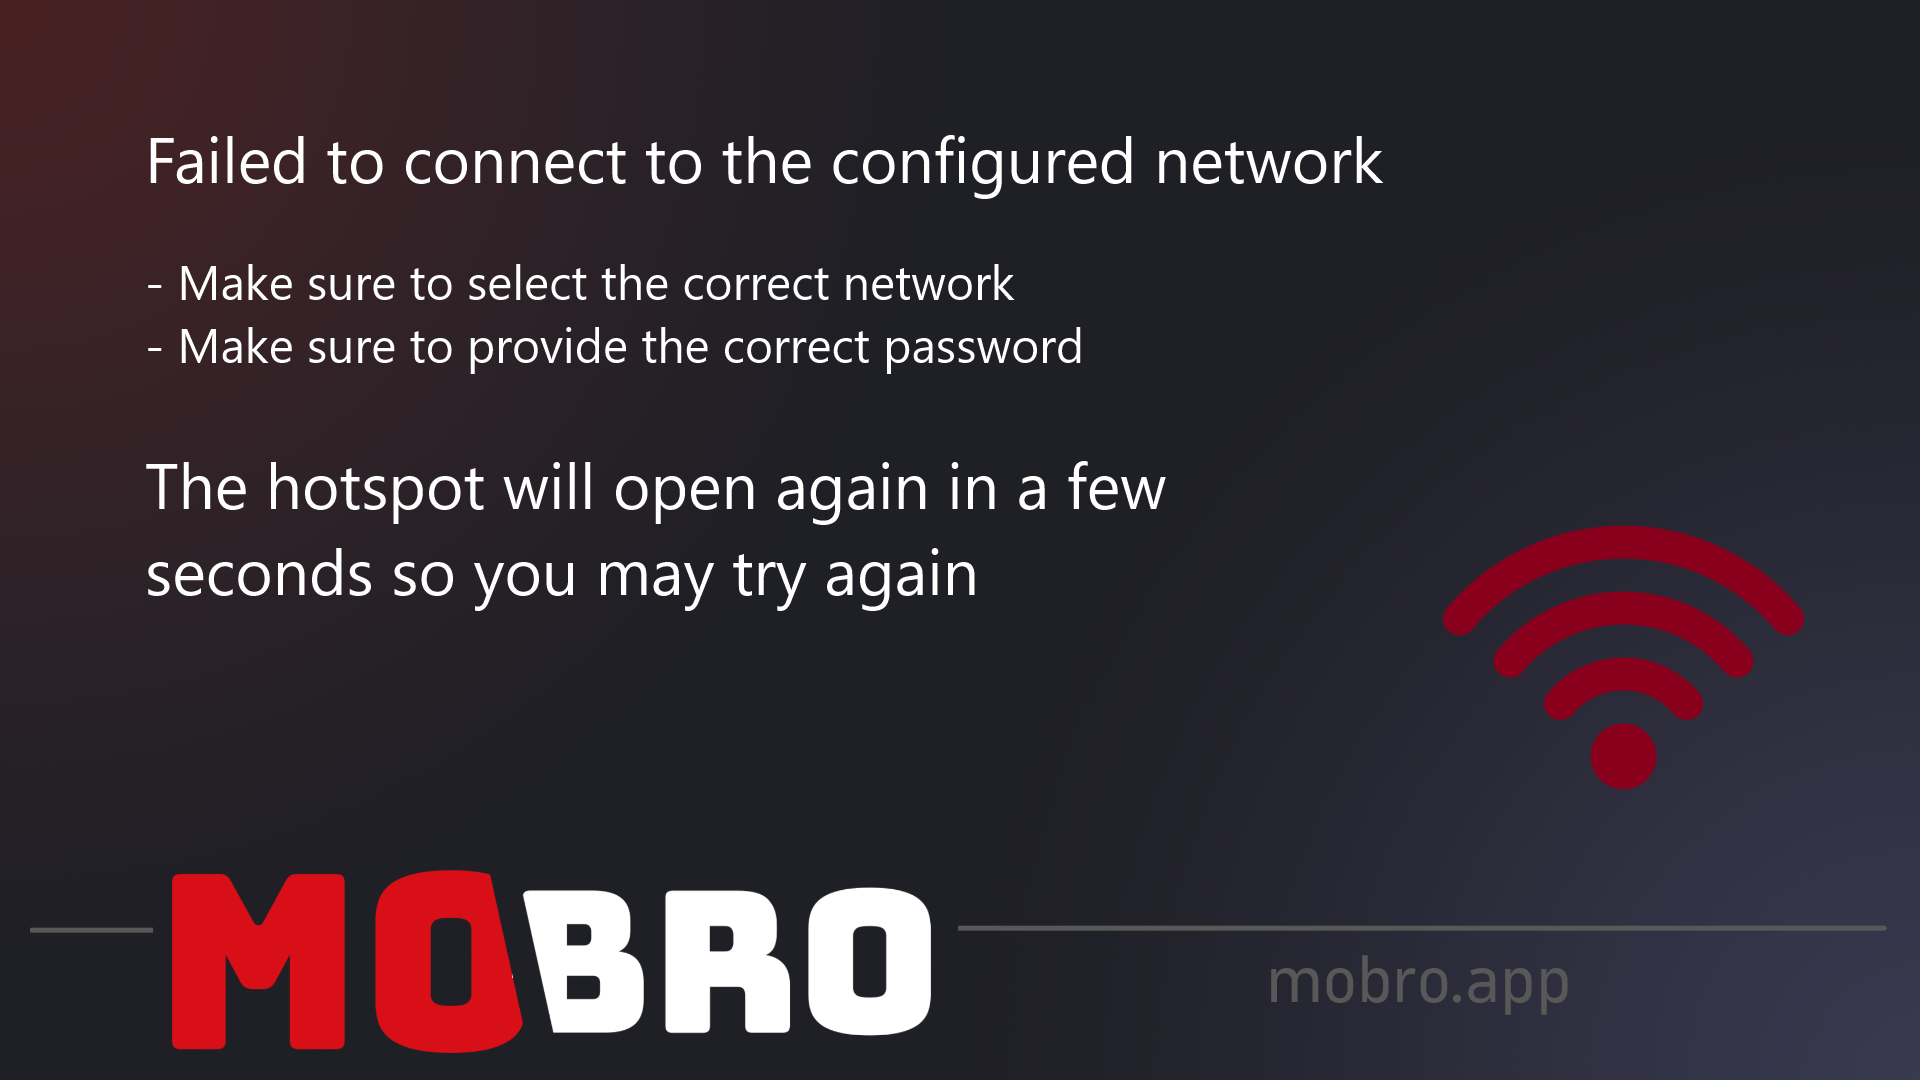 Failed to connect to the configured network
- Make sure to select the correct network
- Make sure to provide the correct password
The hotspot will open again in a few
seconds so you may try again
MOBRO
mobro.app